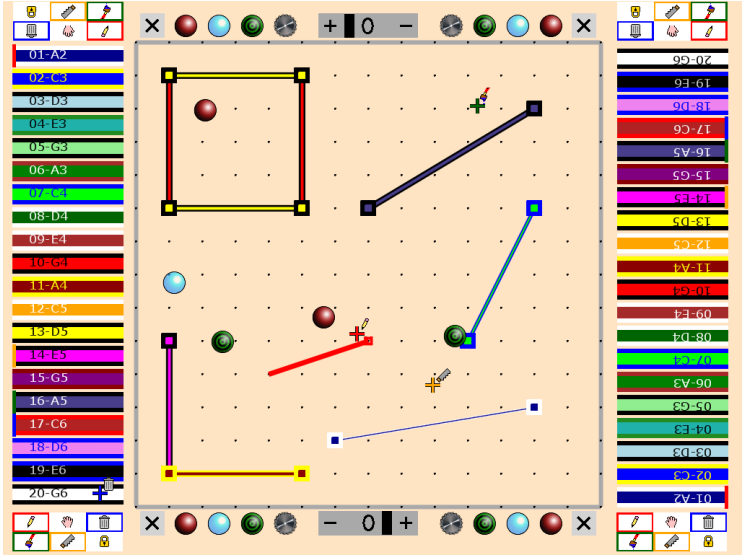 + 0 −
01-A2
02-C3
03-D3
04-E3
05-G3
06-A3
07-C4
08-D4
09-E4
10-G4
11-A4
12-C5
13-D5
14-E5
15-G5
16-A5
17-C6
18-D6
19-E6
20-G6
20-G6
19-E6
18-D6
17-C6
16-A5
15-G5
14-E5
13-D5
12-C5
11-A4
10-G4
09-E4
08-D4
07-C4
06-A3
05-G3
04-E3
03-D3
02-C3
01-A2
− 0 +